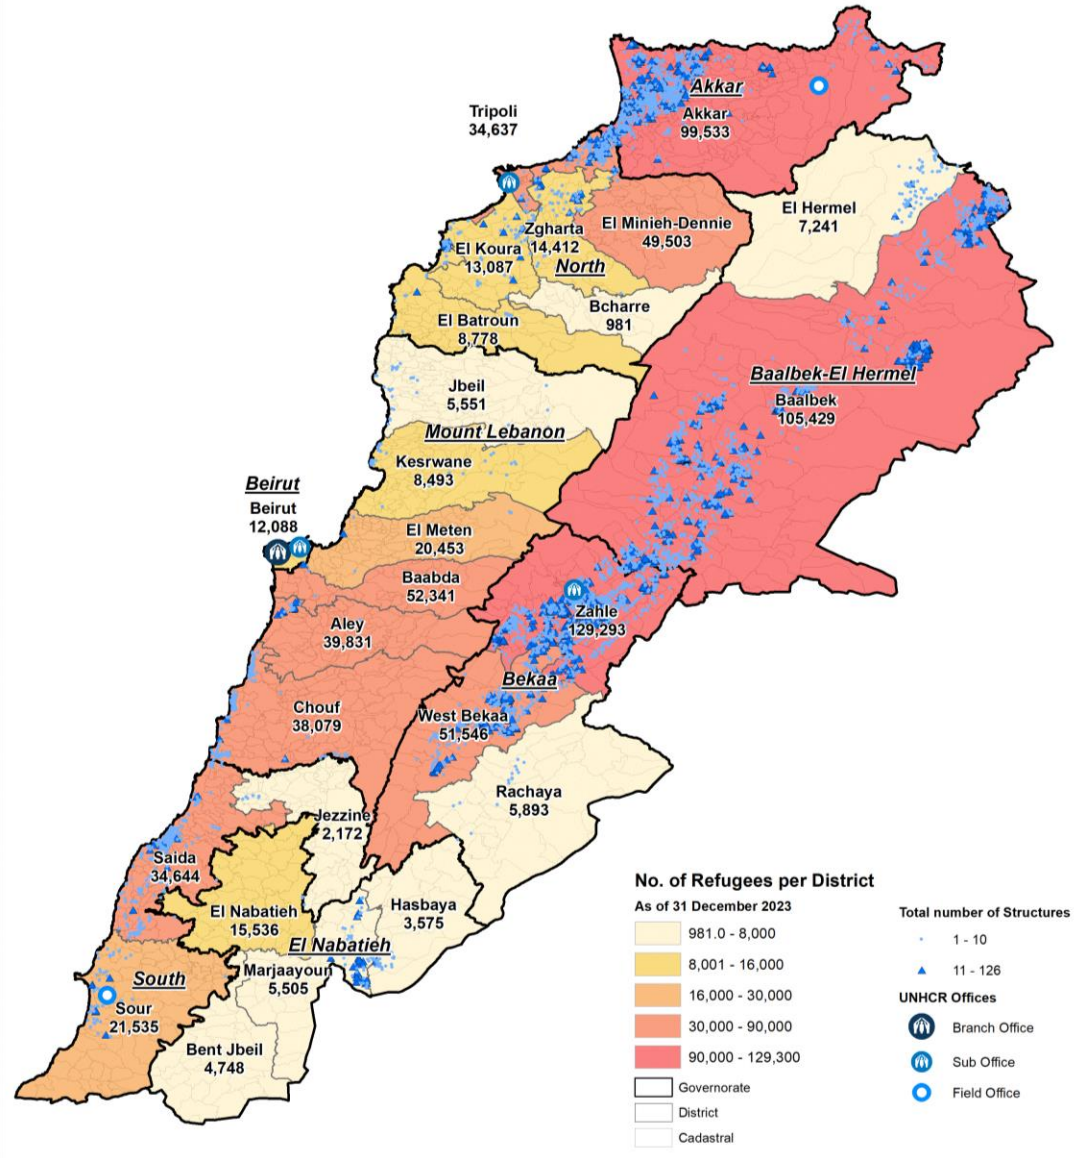 Akkar
Akkar
99,533
Tripoli
34,637
El Hermel
7,241
El Minieh-Dennie
49,503
Zgharta
14,412
El Koura
13,087
North
Bcharre
981
El Batroun
8,778
Baalbek-El Hermel
Baalbek
105,429
Jbeil
5,551
Mount Lebanon
Kesrwane
8,493
Beirut
Beirut
12,088
El Meten
20,453
Baabda
52,341
Zahle
129,293
Aley
39,831
Bekaa
Chouf
38,079
West Bekaa
51,546
Rachaya
5,893
Jezzine
2,172
Saida
34,644
El Nabatieh
15,536
Hasbaya
3,575
El Nabatieh
Marjaayoun
5,505
South
Sour
21,535
Bent Jbeil
4,748
No. of Refugees per District
As of 31 December 2023
981.0 - 8,000
8,001 - 16,000
16,000 - 30,000
30,000 - 90,000
90,000 - 129,300
Governorate
District
Cadastral
Total number of Structures
1 - 10
11 - 126
UNHCR Offices
Branch Office
Sub Office
Field Office